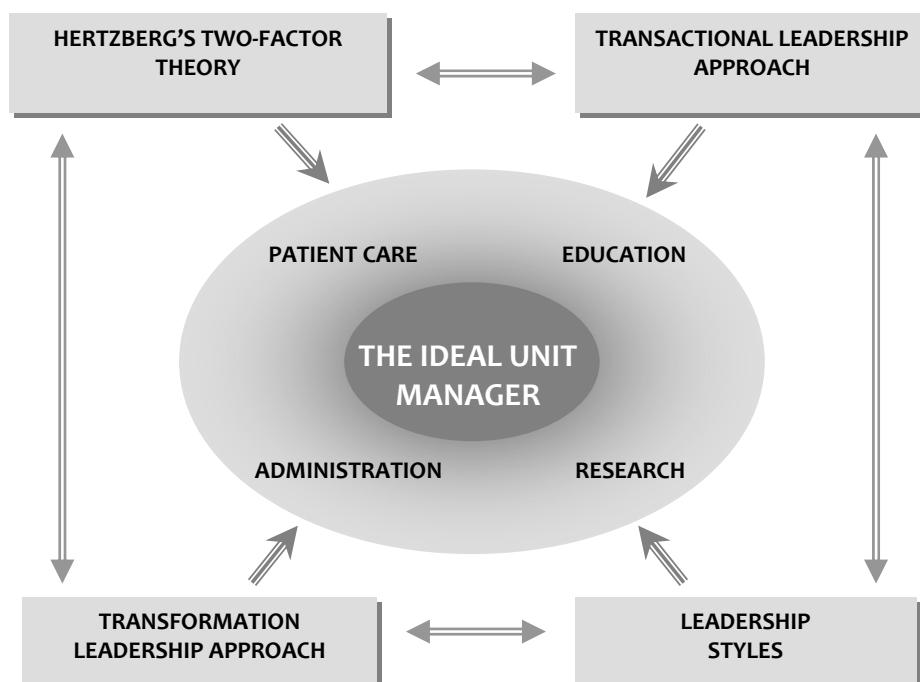 HERTZBERG'S TWO-FACTOR
THEORY
TRANSACTIONAL LEADERSHIP
APPROACH
PATIENT CARE
EDUCATION
THE IDEAL UNIT
MANAGER
ADMINISTRATION
RESEARCH
TRANSFORMATION
LEADERSHIP APPROACH
LEADERSHIP
STYLES